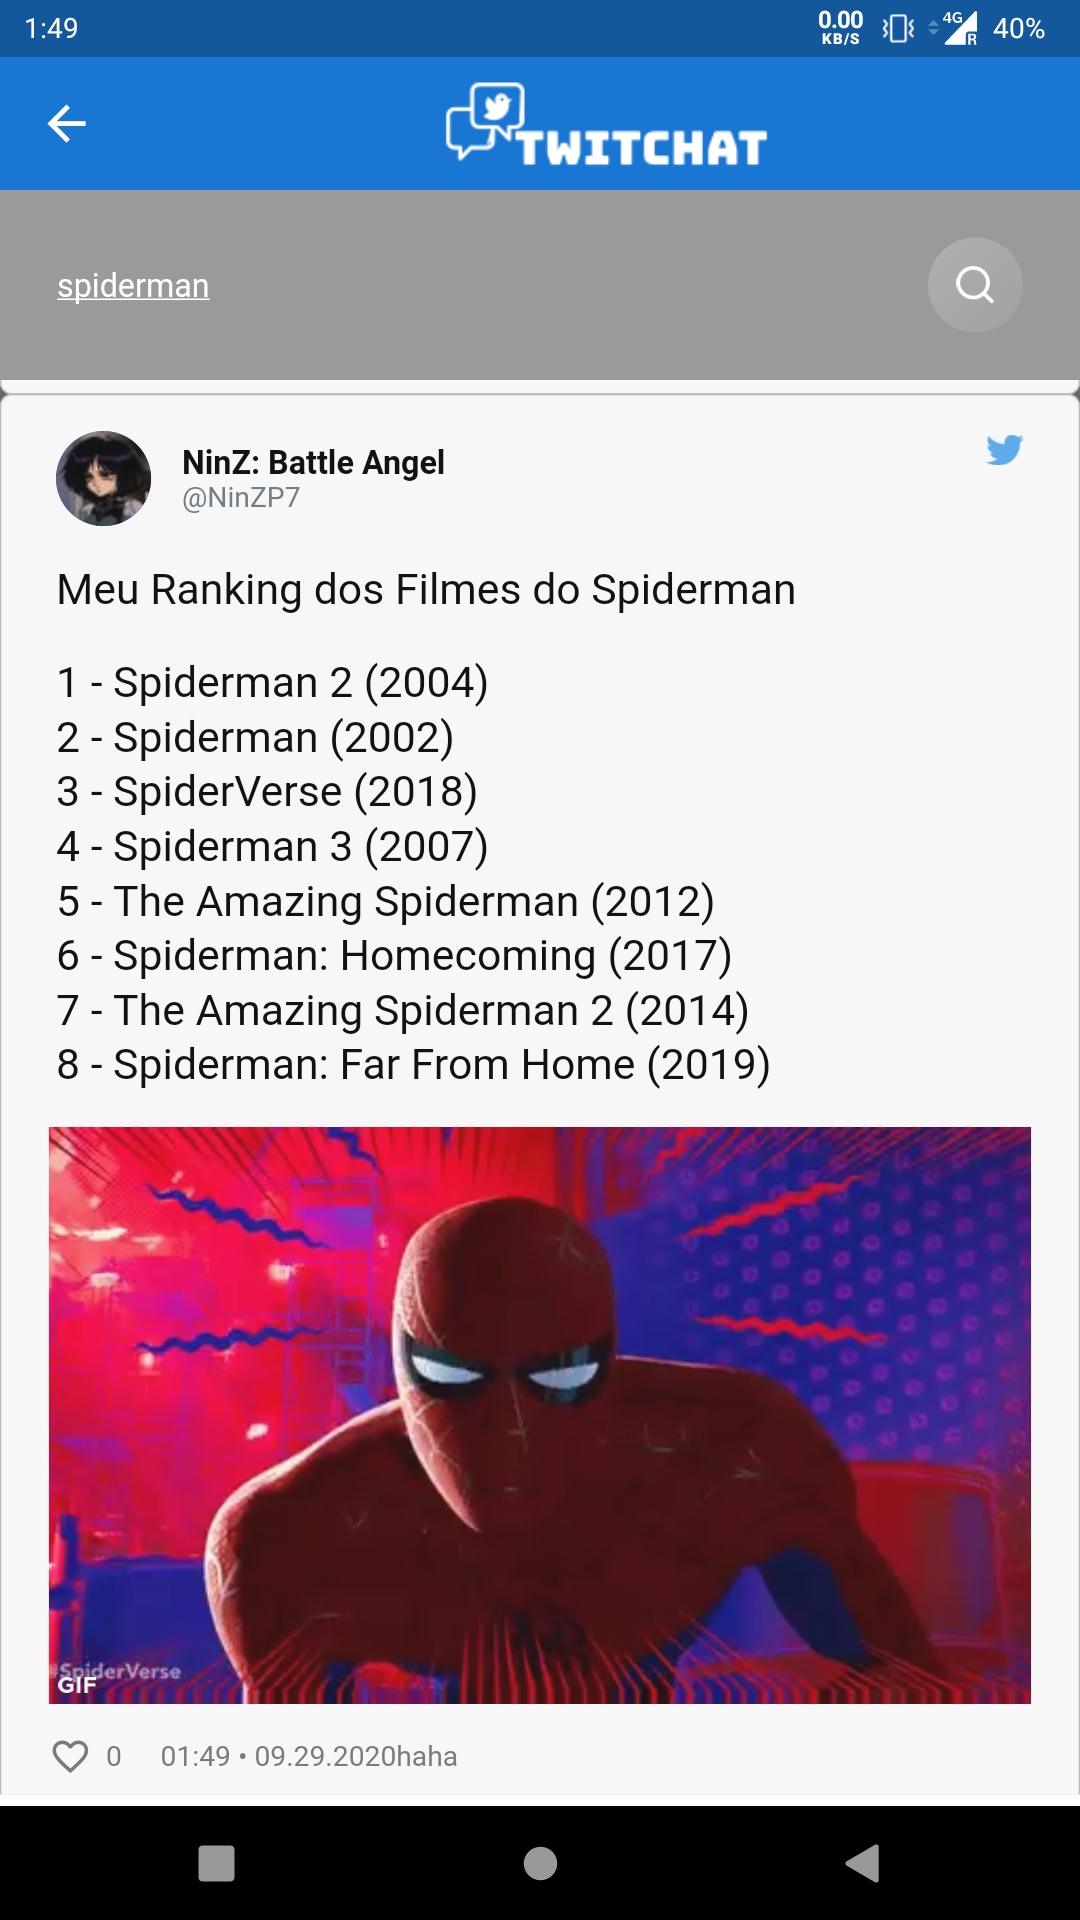 1:49
0.00
KB/S
4G
R
40%
TWITCHAT
spiderman
NinZ: Battle Angel
@NinZP7
Meu Ranking dos Filmes do Spiderman
1 - Spiderman 2 (2004)
2 - Spiderman (2002)
3 - SpiderVerse (2018)
4 - Spiderman 3 (2007)
5 - The Amazing Spiderman (2012)
6 - Spiderman: Homecoming (2017)
7 - The Amazing Spiderman 2 (2014)
8 - Spiderman: Far From Home (2019)
#SpiderVerse
GIF
0
01:49 • 09.29.2020haha